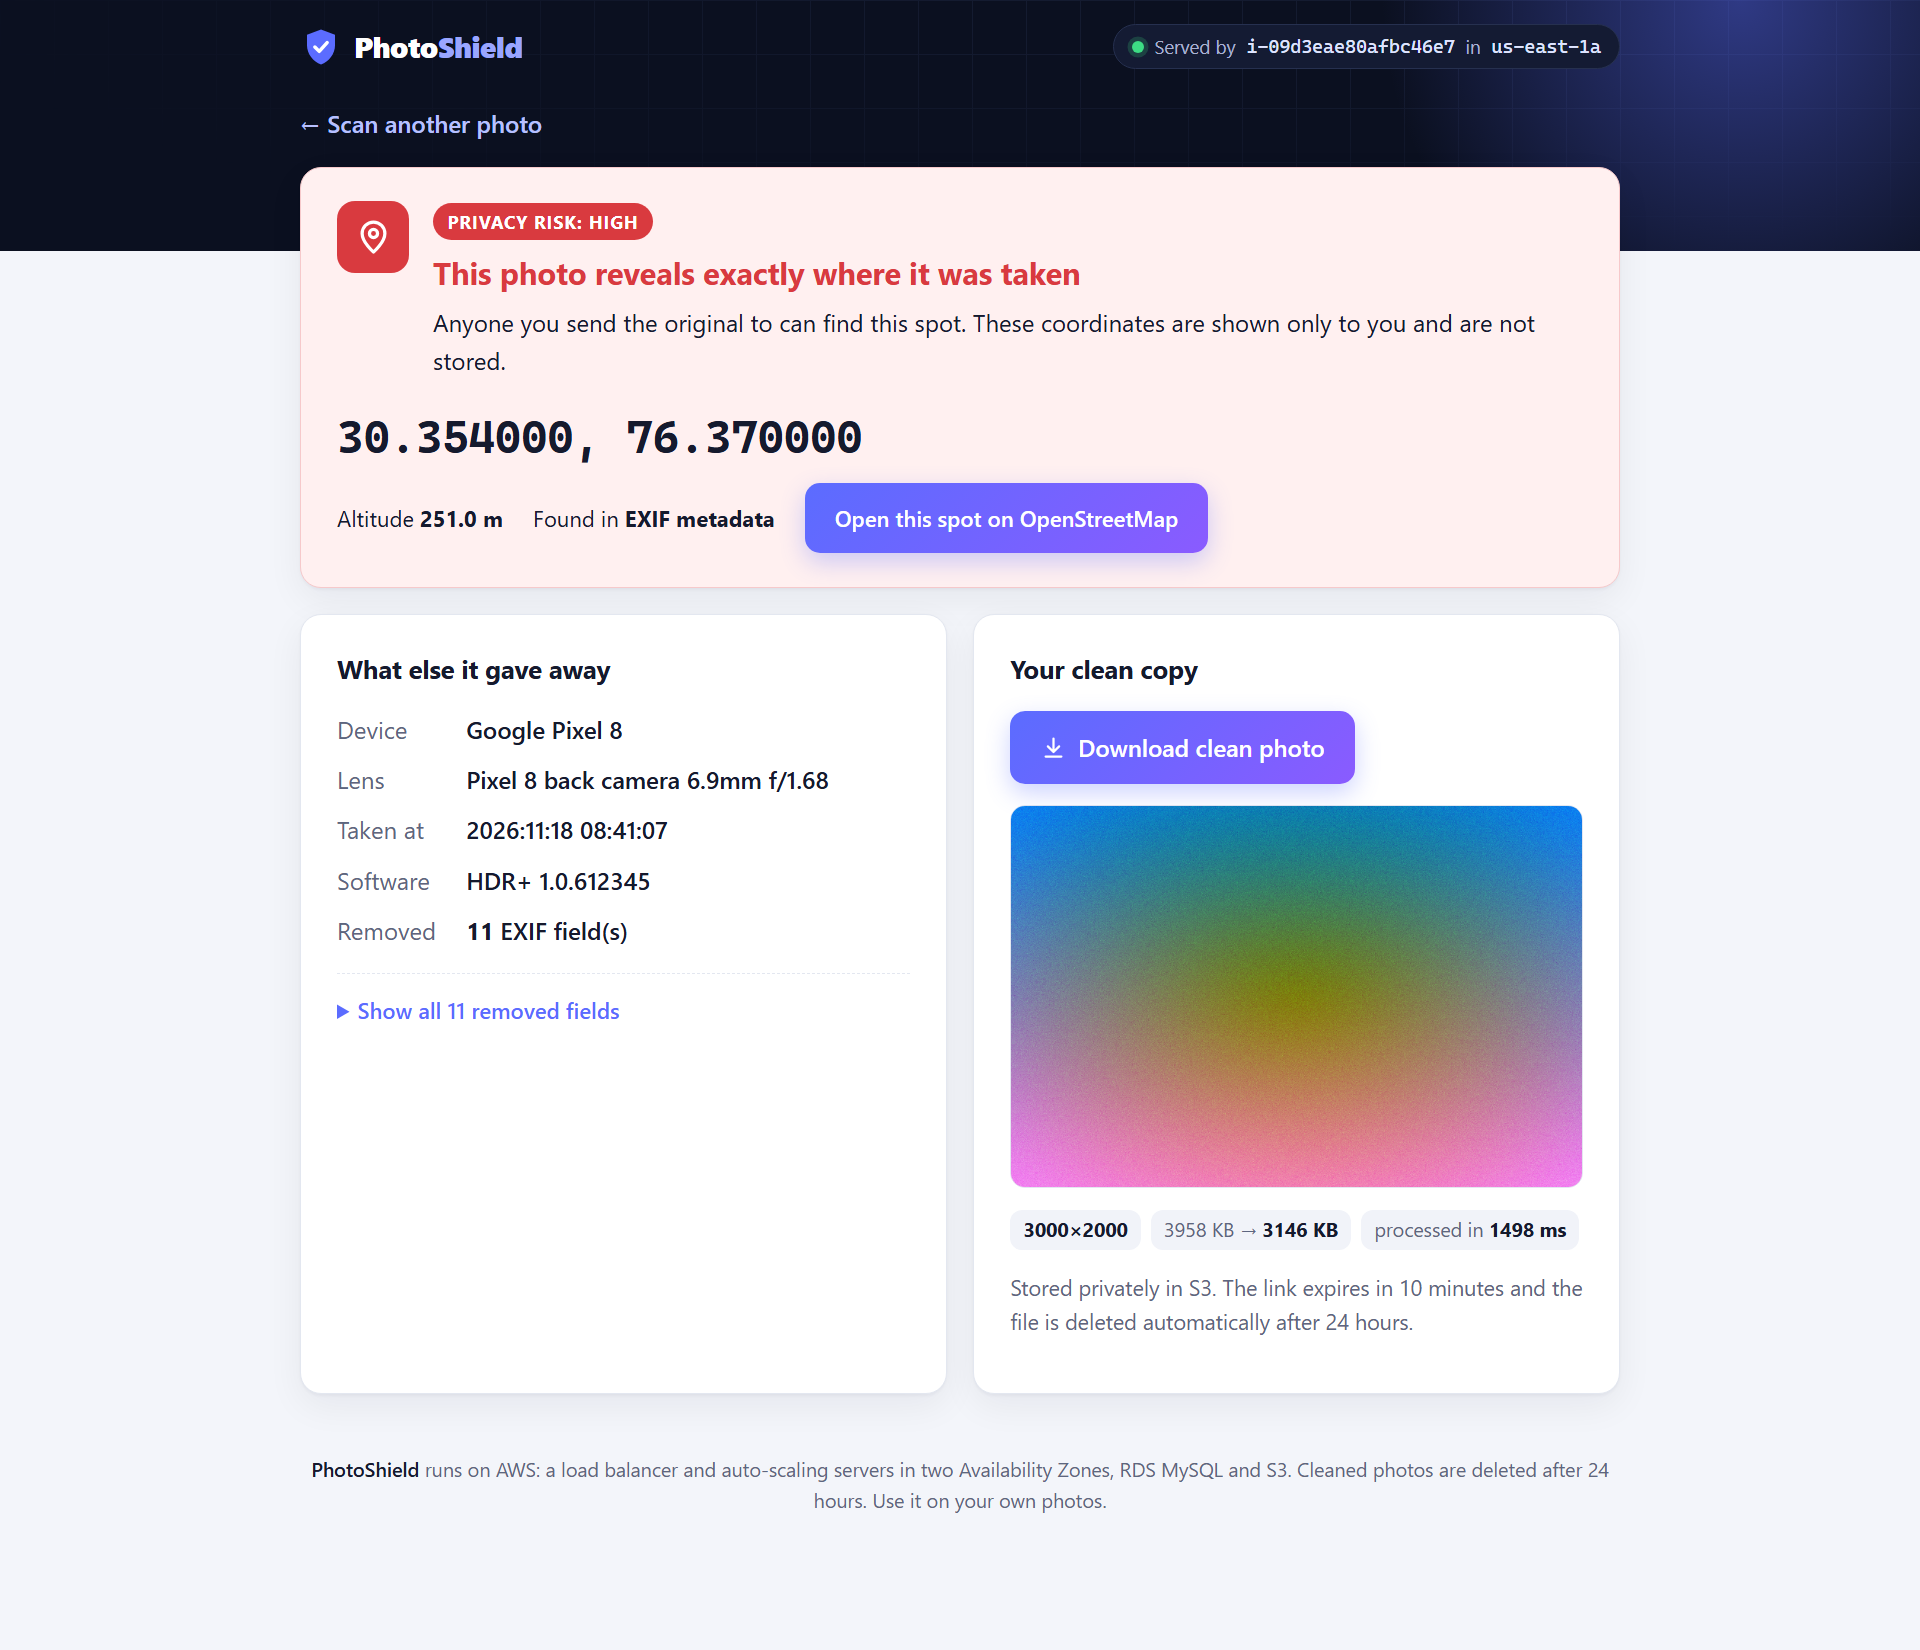 PhotoShield
Served by i-09d3eae80afbc46e7 in us-east-1a
← Scan another photo
PRIVACY RISK: HIGH
This photo reveals exactly where it was taken
Anyone you send the original to can find this spot. These coordinates are shown only to you and are not
stored.
30.354000, 76.370000
Altitude 251.0 m Found in EXIF metadata Open this spot on OpenStreetMap
What else it gave away
Device Google Pixel 8
Lens Pixel 8 back camera 6.9mm f/1.68
Taken at 2026:11:18 08:41:07
Software HDR+ 1.0.612345
Removed 11 EXIF field(s)
▶ Show all 11 removed fields
Your clean copy
Download clean photo
3000×2000 3958 KB → 3146 KB processed in 1498 ms
Stored privately in S3. The link expires in 10 minutes and the
file is deleted automatically after 24 hours.
PhotoShield runs on AWS: a load balancer and auto-scaling servers in two Availability Zones, RDS MySQL and S3. Cleaned photos are deleted after 24
hours. Use it on your own photos.